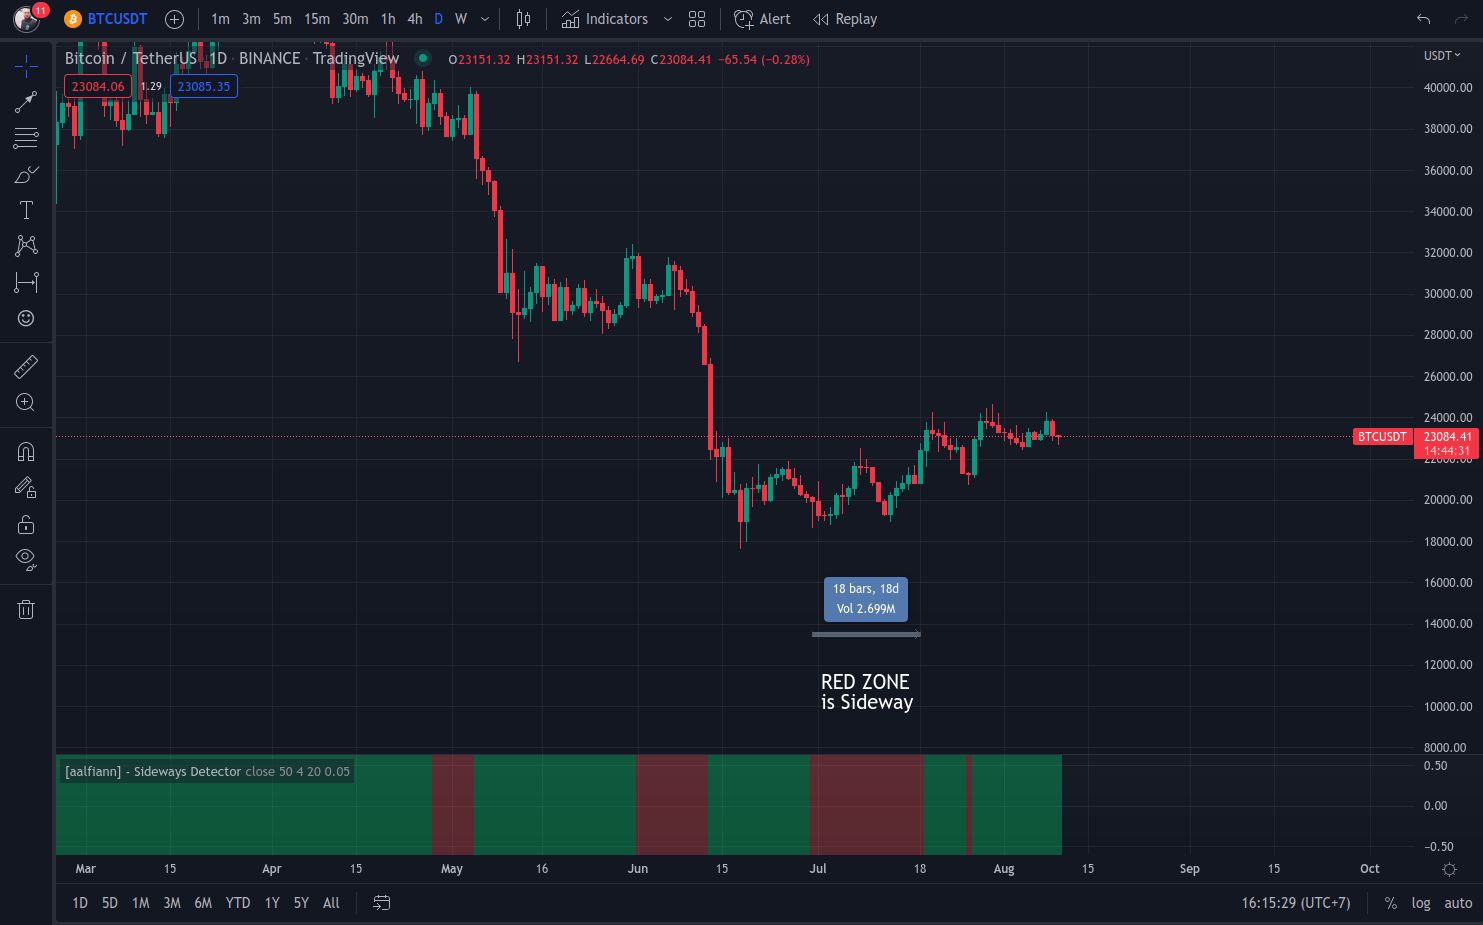 11
BTCUSDT 1m 3m 5m 15m 30m 1h 4h D W Indicators Alert Replay
Bitcoin / TetherUS 1D · BINANCE · TradingView O23151.32 H23151.32 L22664.69 C23084.41 −65.54 (−0.28%)
USDT
23084.06 1.29 23085.35
40000.00
38000.00
36000.00
34000.00
32000.00
30000.00
28000.00
26000.00
24000.00
BTCUSDT 23084.41
14:44:31
22000.00
20000.00
18000.00
16000.00
18 bars, 18d
Vol 2.699M
14000.00
12000.00
RED ZONE
is Sideway
10000.00
8000.00
[aalfiann] - Sideways Detector close 50 4 20 0.05
0.50
0.00
−0.50
Mar 15 Apr 15 May 16 Jun 15 Jul 18 Aug 15 Sep 15 Oct
1D 5D 1M 3M 6M YTD 1Y 5Y All 16:15:29 (UTC+7) % log auto